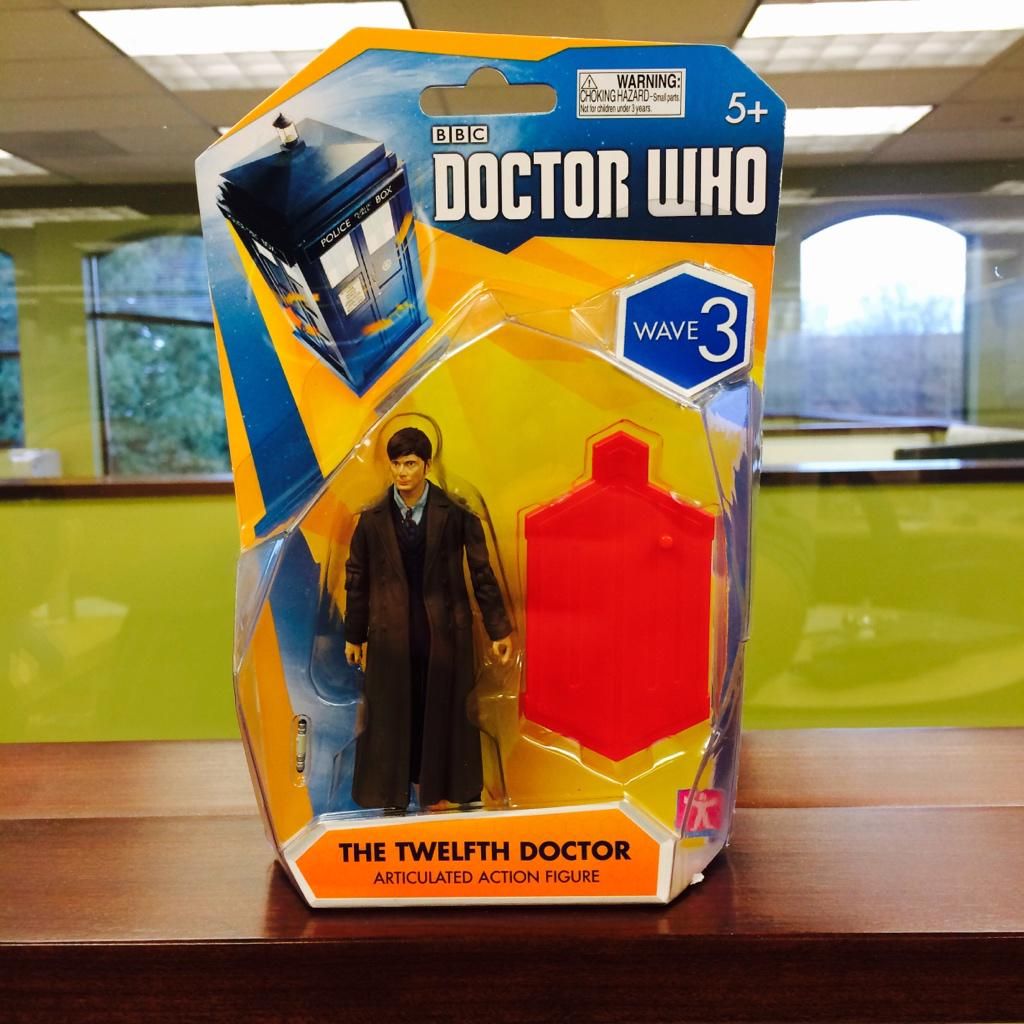 WARNING:
CHOKING HAZARD-Small parts.
Not for children under 3 years.
5+
BBC
DOCTOR WHO
POLICE BOX
WAVE 3
THE TWELFTH DOCTOR
ARTICULATED ACTION FIGURE